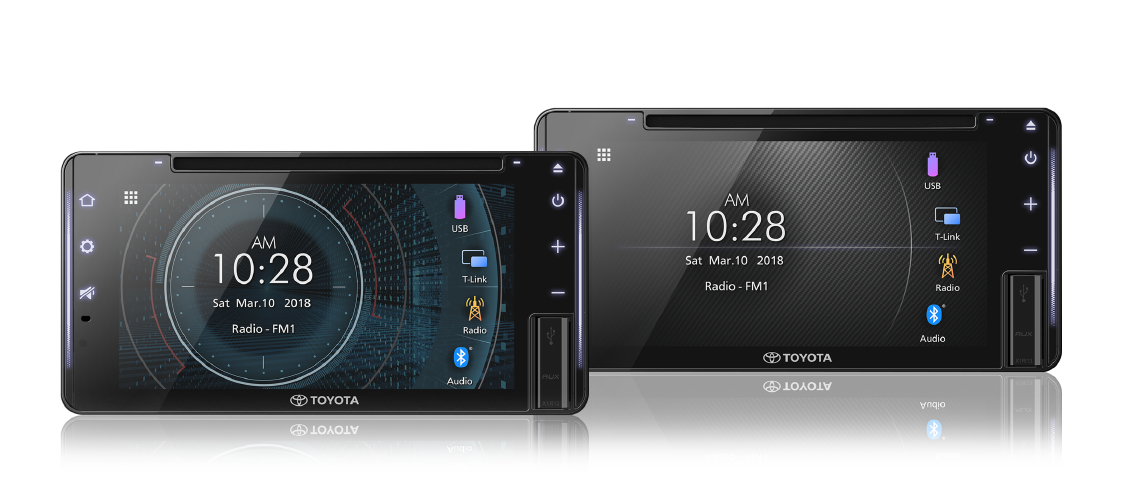 AM
10:28
Sat Mar.10 2018
Radio - FM1
USB
T-Link
Radio
Audio
TOYOTA
AUX
AM
10:28
Sat Mar.10 2018
Radio - FM1
USB
T-Link
Radio
Audio
TOYOTA
AUX